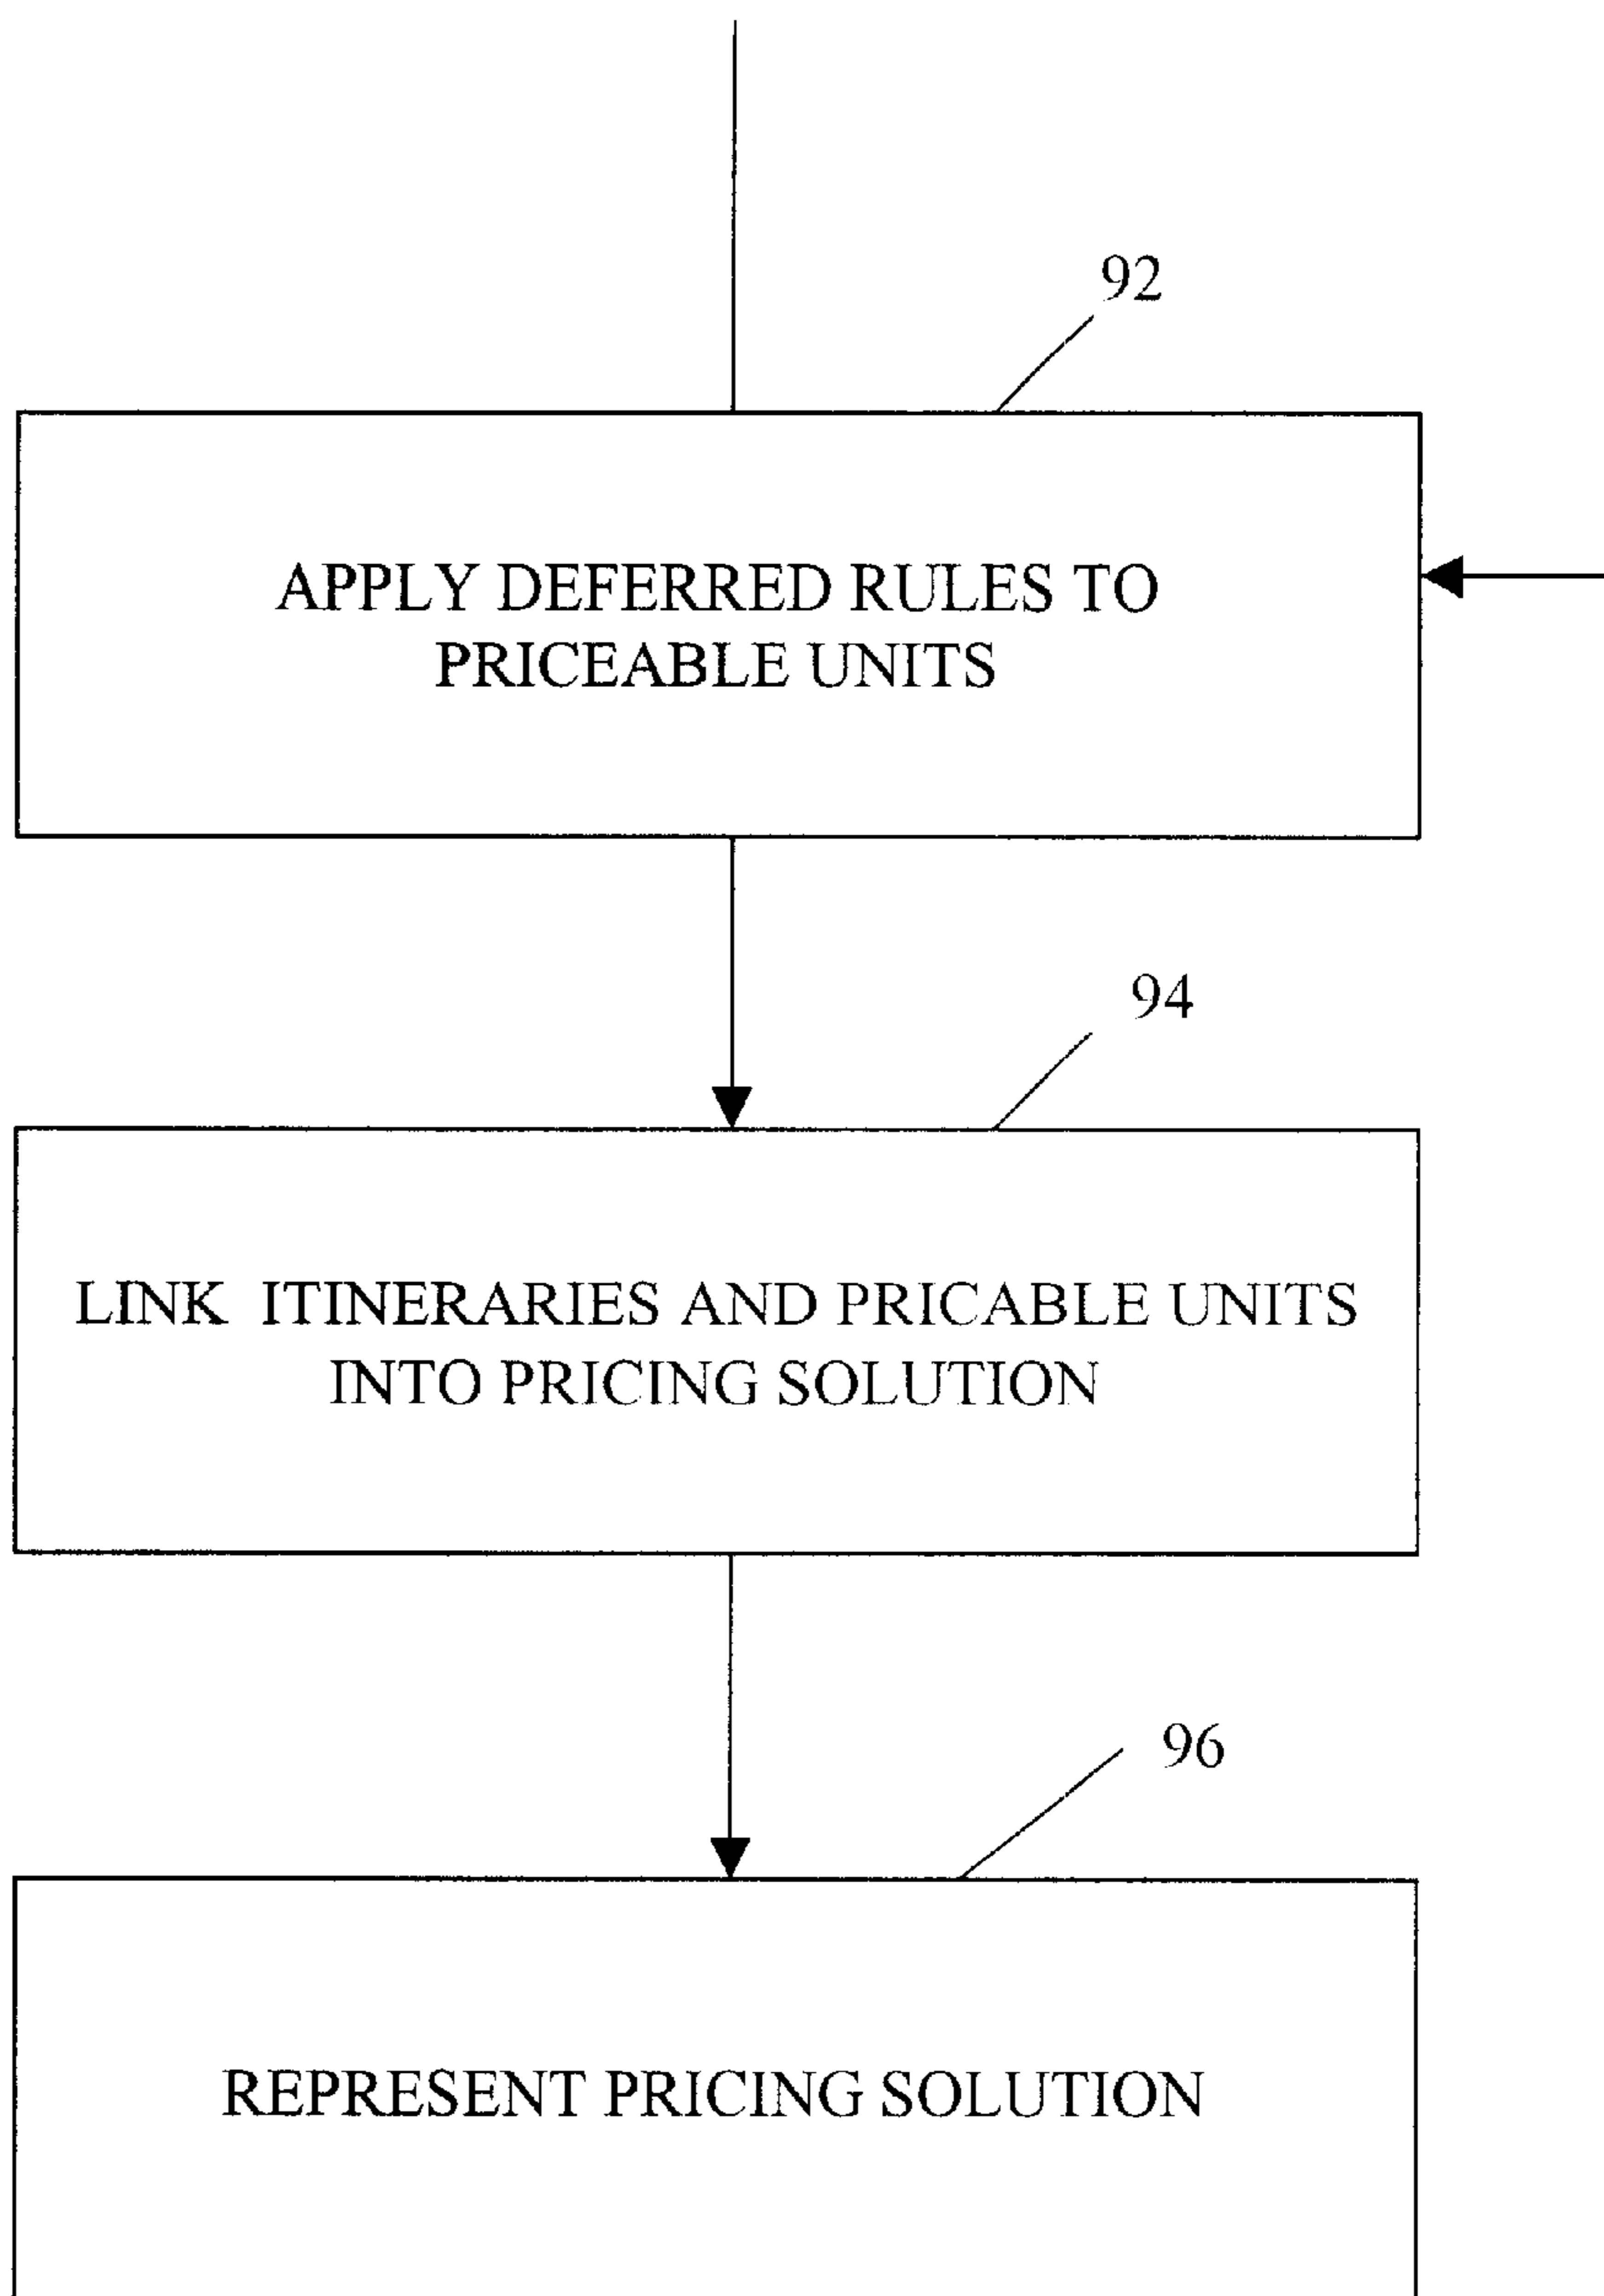 92
APPLY DEFERRED RULES TO
PRICEABLE UNITS
94
LINK ITINERARIES AND PRICABLE UNITS
INTO PRICING SOLUTION
96
REPRESENT PRICING SOLUTION